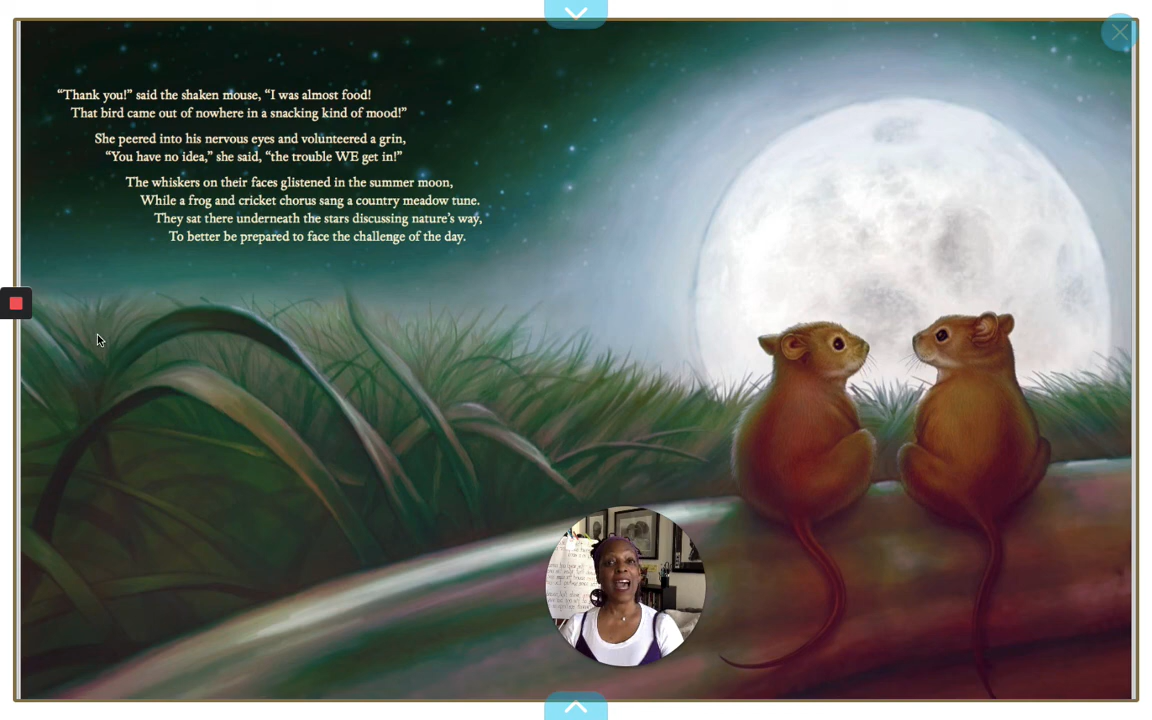 “Thank you!” said the shaken mouse, “I was almost food!
That bird came out of nowhere in a snacking kind of mood!”
She peered into his nervous eyes and volunteered a grin,
“You have no idea,” she said, “the trouble WE get in!”
The whiskers on their faces glistened in the summer moon,
While a frog and cricket chorus sang a country meadow tune.
They sat there underneath the stars discussing nature’s way,
To better be prepared to face the challenge of the day.